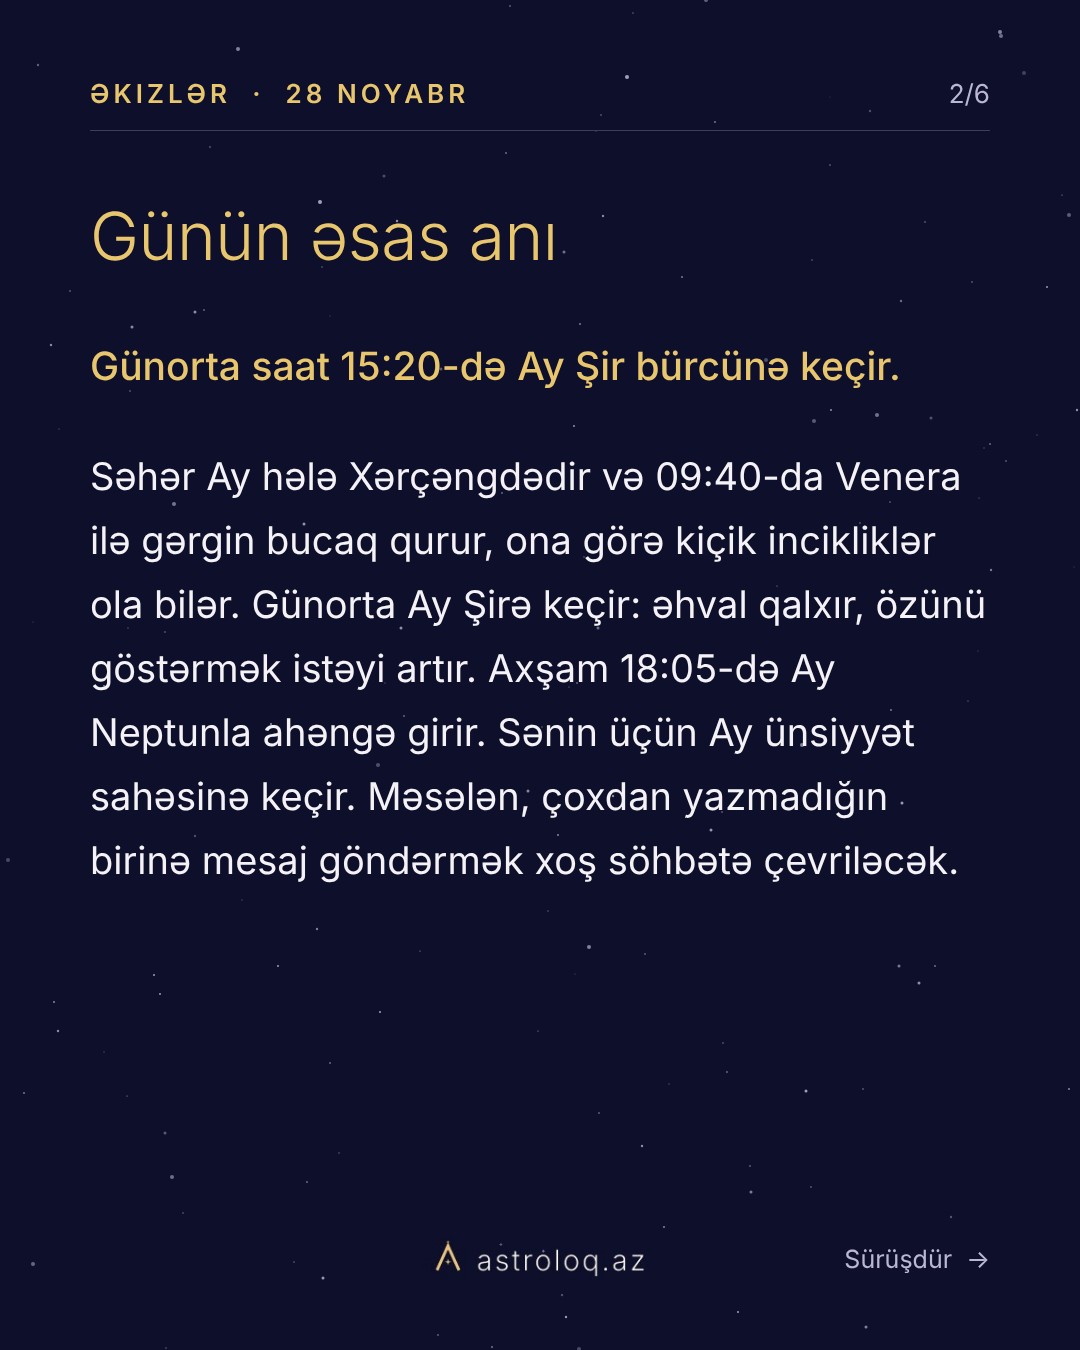 ƏKIZLƏR · 28 NOYABR
2/6
Günün əsas anı
Günorta saat 15:20-də Ay Şir bürcünə keçir.
Səhər Ay hələ Xərçəngdədir və 09:40-da Venera
ilə gərgin bucaq qurur, ona görə kiçik inciklik­lər
ola bilər. Günorta Ay Şirə keçir: əhval qalxır, özünü
göstərmək istəyi artır. Axşam 18:05-də Ay
Neptunla ahəngə girir. Sənin üçün Ay ünsiyyət
sahəsinə keçir. Məsələn, çoxdan yazmadığın
birinə mesaj göndərmək xoş söhbətə çevriləcək.
astroloq.az
Sürüşdür →